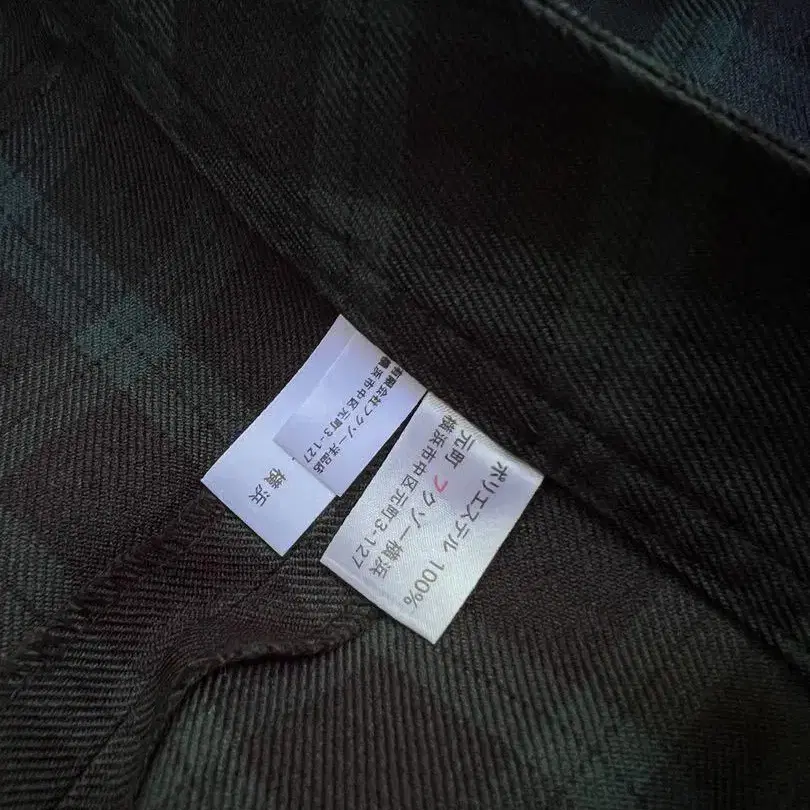 有限会社フクゾー洋品店
横浜市中区元町3-127
横浜
ポリエステル 100%
元町 フクゾー横浜
横浜市中区元町3-127